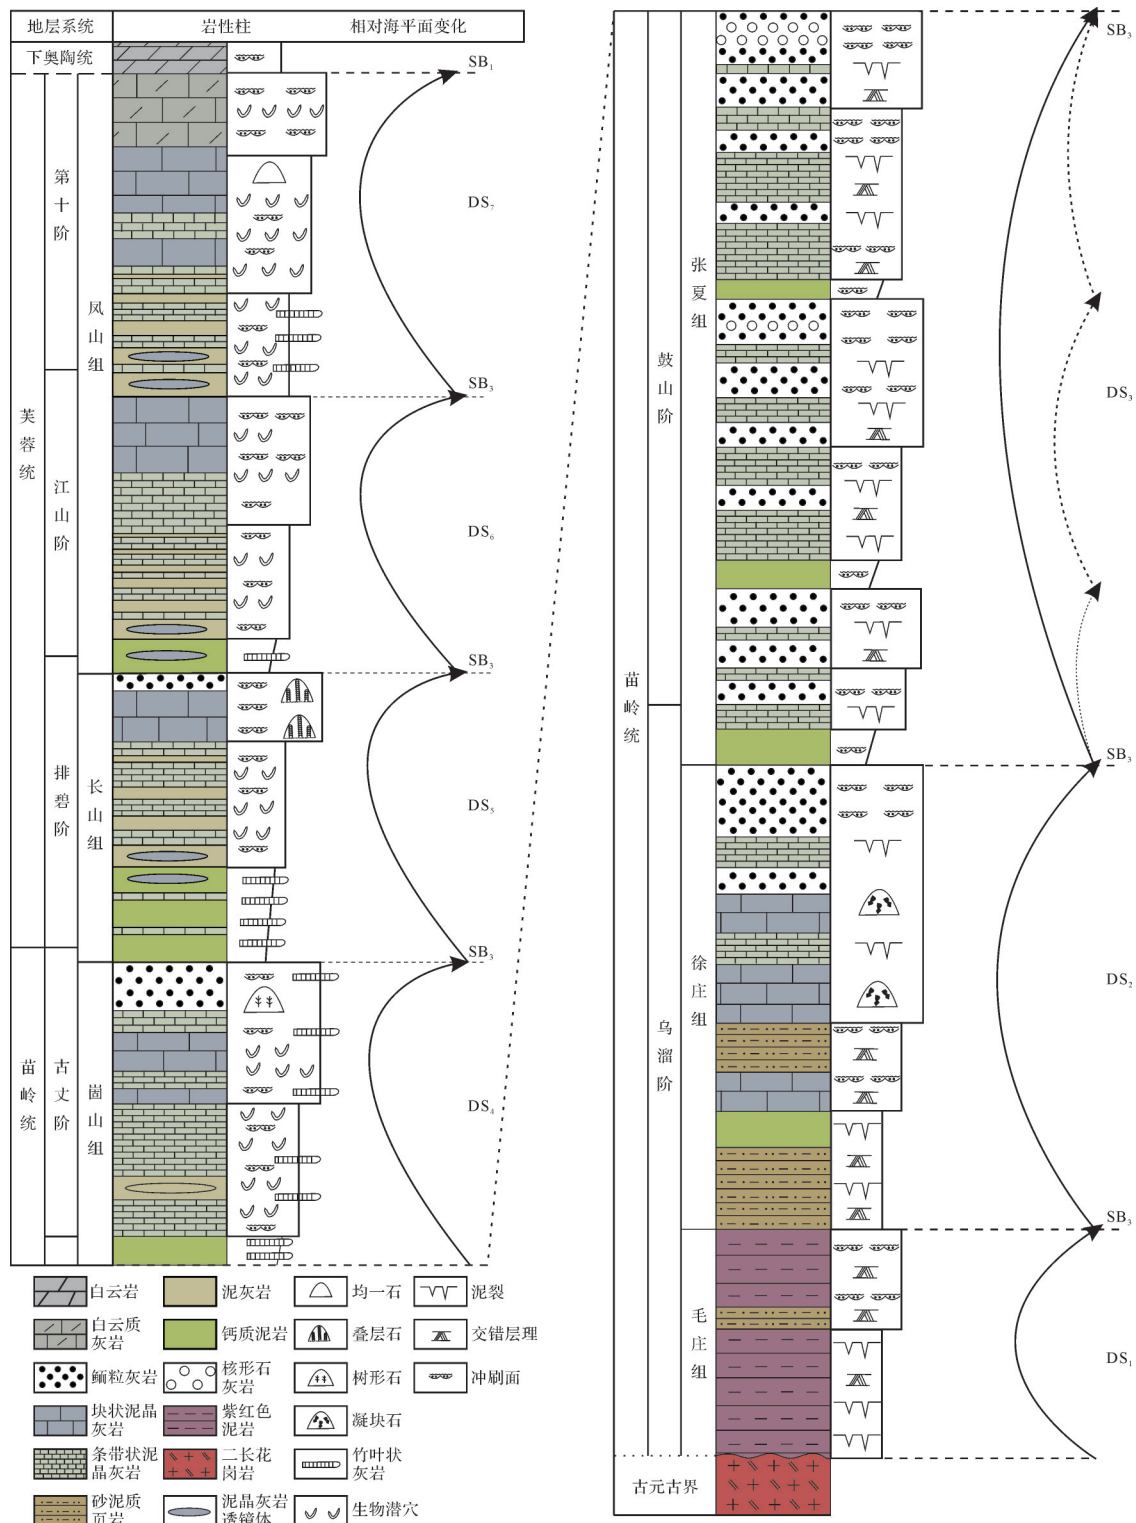 地层系统
岩性柱
相对海平面变化
下奥陶统
SB₁
第十阶
DS₇
凤山组
SB₃
芙蓉统
江山阶
DS₆
SB₃
排碧阶
长山组
DS₅
SB₃
苗岭统
古丈阶
崮山组
DS₄
白云岩
泥灰岩
均一石
泥裂
白云质
灰岩
钙质泥岩
叠层石
交错层理
鲕粒灰岩
核形石
灰岩
树形石
冲刷面
块状泥晶
灰岩
紫红色
泥岩
凝块石
条带状泥
晶灰岩
二长花
岗岩
竹叶状
灰岩
砂泥质
页岩
泥晶灰岩
透镜体
生物潜穴
SB₃
张夏组
鼓山阶
DS₃
苗岭统
SB₃
徐庄组
DS₂
乌溜阶
SB₃
毛庄组
DS₁
古元古界